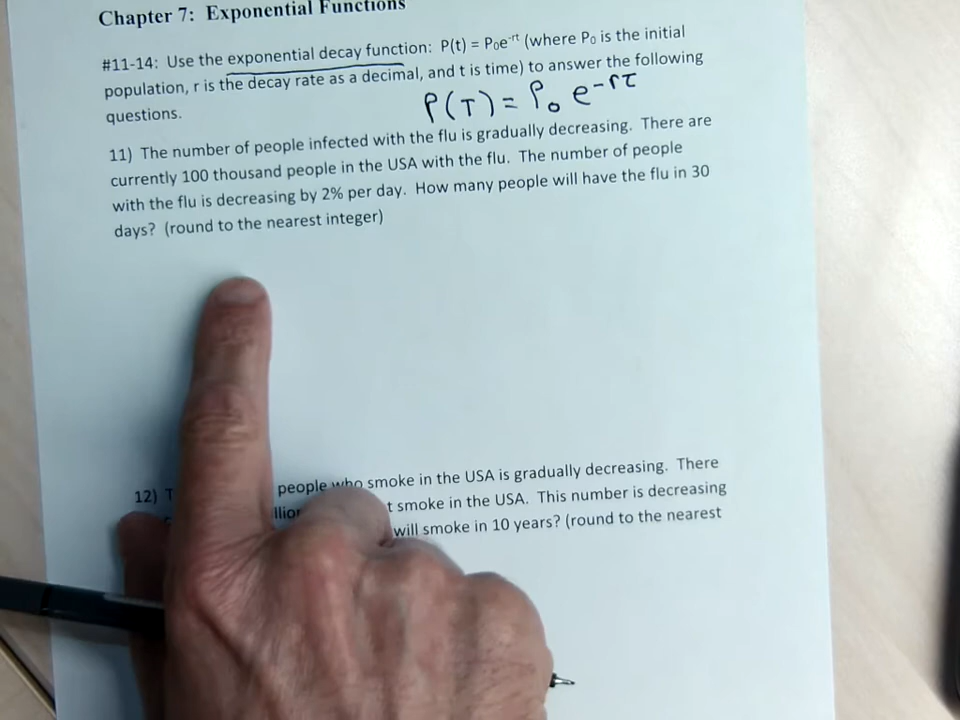 Chapter 7: Exponential Functions
#11-14: Use the exponential decay function: P(t) = P₀e⁻ʳᵗ (where P₀ is the initial
population, r is the decay rate as a decimal, and t is time) to answer the following
questions.
P(T) = P₀ e⁻ʳᵗ
11) The number of people infected with the flu is gradually decreasing. There are
currently 100 thousand people in the USA with the flu. The number of people
with the flu is decreasing by 2% per day. How many people will have the flu in 30
days? (round to the nearest integer)
12) people who smoke in the USA is gradually decreasing. There
smoke in the USA. This number is decreasing
will smoke in 10 years? (round to the nearest